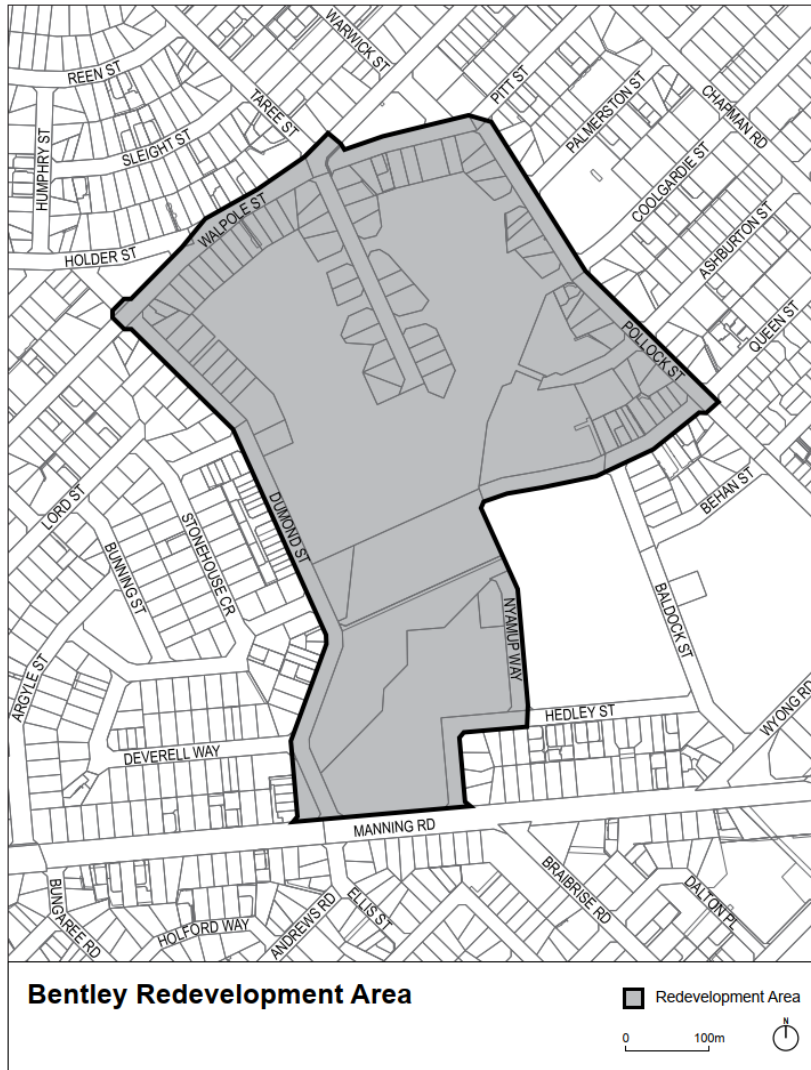 WARWICK ST
REEN ST
TAREE ST
PITT ST
PALMERSTON ST
CHAPMAN RD
HUMPHRY ST
SLEIGHT ST
COOLGARDIE ST
WALPOLE ST
ASHBURTON ST
HOLDER ST
QUEEN ST
POLLOCK ST
LORD ST
DUMOND ST
STONEHOUSE CR
BEHAN ST
BUNNING ST
BALDOCK ST
NYAMUP WAY
ARGYLE ST
WYONG RD
HEDLEY ST
DEVERELL WAY
MANNING RD
BRAIBRISE RD
BUNGAREE RD
ELLIS ST
DALTON PL
HOLFORD WAY
ANDREWS RD
Bentley Redevelopment Area
Redevelopment Area
0 100m
N